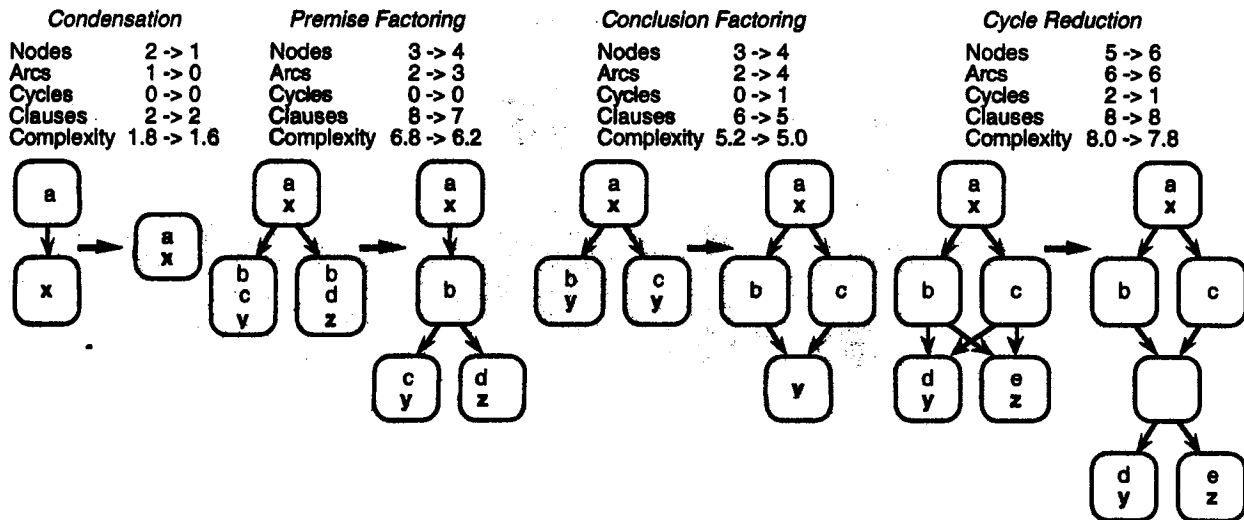 Condensation
Nodes 2 -> 1
Arcs 1 -> 0
Cycles 0 -> 0
Clauses 2 -> 2
Complexity 1.8 -> 1.6
a
x
a
x
Premise Factoring
Nodes 3 -> 4
Arcs 2 -> 3
Cycles 0 -> 0
Clauses 8 -> 7
Complexity 6.8 -> 6.2
a
x
b
c
y
b
d
z
a
x
b
c
y
d
z
Conclusion Factoring
Nodes 3 -> 4
Arcs 2 -> 4
Cycles 0 -> 1
Clauses 6 -> 5
Complexity 5.2 -> 5.0
a
x
b
y
c
y
a
x
b
c
y
Cycle Reduction
Nodes 5 -> 6
Arcs 6 -> 6
Cycles 2 -> 1
Clauses 8 -> 8
Complexity 8.0 -> 7.8
a
x
b
c
d
y
e
z
a
x
b
c
d
y
e
z